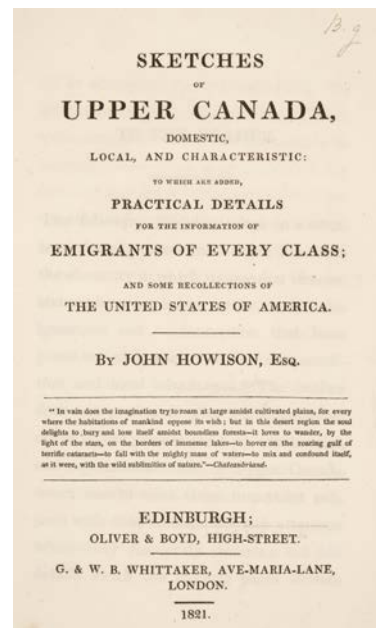 B. g
SKETCHES
OF
UPPER CANADA,
DOMESTIC,
LOCAL, AND CHARACTERISTIC:
TO WHICH ARE ADDED,
PRACTICAL DETAILS
FOR THE INFORMATION OF
EMIGRANTS OF EVERY CLASS;
AND SOME RECOLLECTIONS OF
THE UNITED STATES OF AMERICA.
BY JOHN HOWISON, ESQ.
" In vain does the imagination try to roam at large amidst cultivated plains, for every
where the habitations of mankind oppose its wish ; but in this desert region the soul
delights to bury and lose itself amidst boundless forests—it loves to wander, by the
light of the stars, on the borders of immense lakes—to hover on the roaring gulf of
terrific cataracts—to fall with the mighty mass of waters—to mix and confound itself,
as it were, with the wild sublimities of nature."—Chateaubriand.
EDINBURGH;
OLIVER & BOYD, HIGH-STREET.
G. & W. B. WHITTAKER, AVE-MARIA-LANE,
LONDON.
1821.